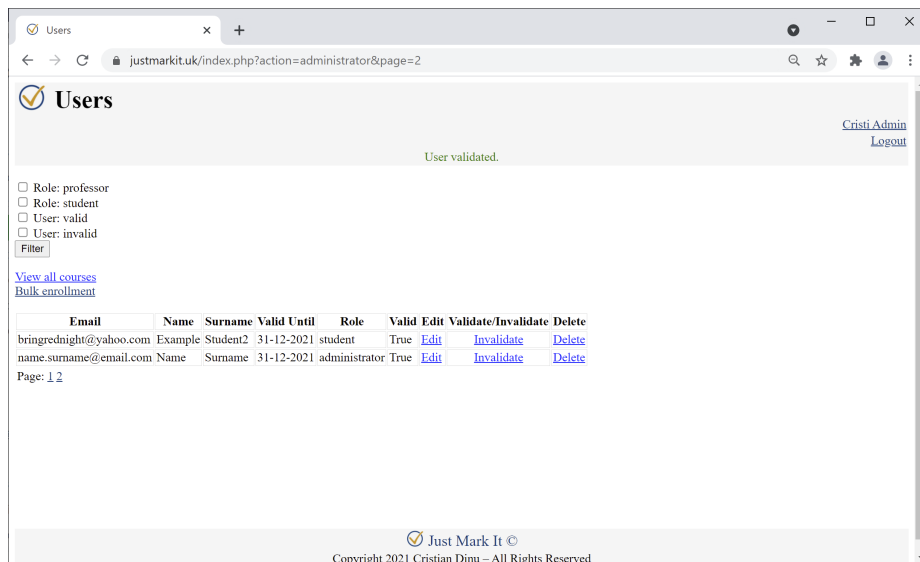 Users
justmarkit.uk/index.php?action=administrator&page=2
Users
Cristi Admin
Logout
User validated.
Role: professor
Role: student
User: valid
User: invalid
Filter
View all courses
Bulk enrollment
Email Name Surname Valid Until Role Valid Edit Validate/Invalidate Delete
bringrednight@yahoo.com Example Student2 31-12-2021 student True Edit Invalidate Delete
name.surname@email.com Name Surname 31-12-2021 administrator True Edit Invalidate Delete
Page: 1 2
Just Mark It ©
Copyright 2021 Cristian Dinu – All Rights Reserved